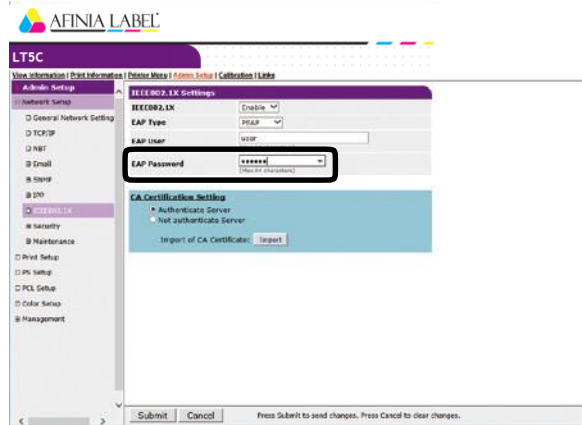 AFINIA LABEL
LT5C
View Information | Print Information | Printer Menu | Admin Setup | Calibration | Links
Admin Setup
Network Setup
General Network Setting
TCP/IP
NBT
Email
SNMP
IPP
IEEE802.1X
Security
Maintenance
Print Setup
PS Setup
PCL Setup
Color Setup
Management
IEEE802.1X Settings
IEEE802.1X Enable
EAP Type PEAP
EAP User user
EAP Password ••••••
(Max 64 characters)
CA Certification Setting
Authenticate Server
Not authenticate Server
Import of CA Certificate: Import
Submit Cancel Press Submit to send changes. Press Cancel to clear changes.